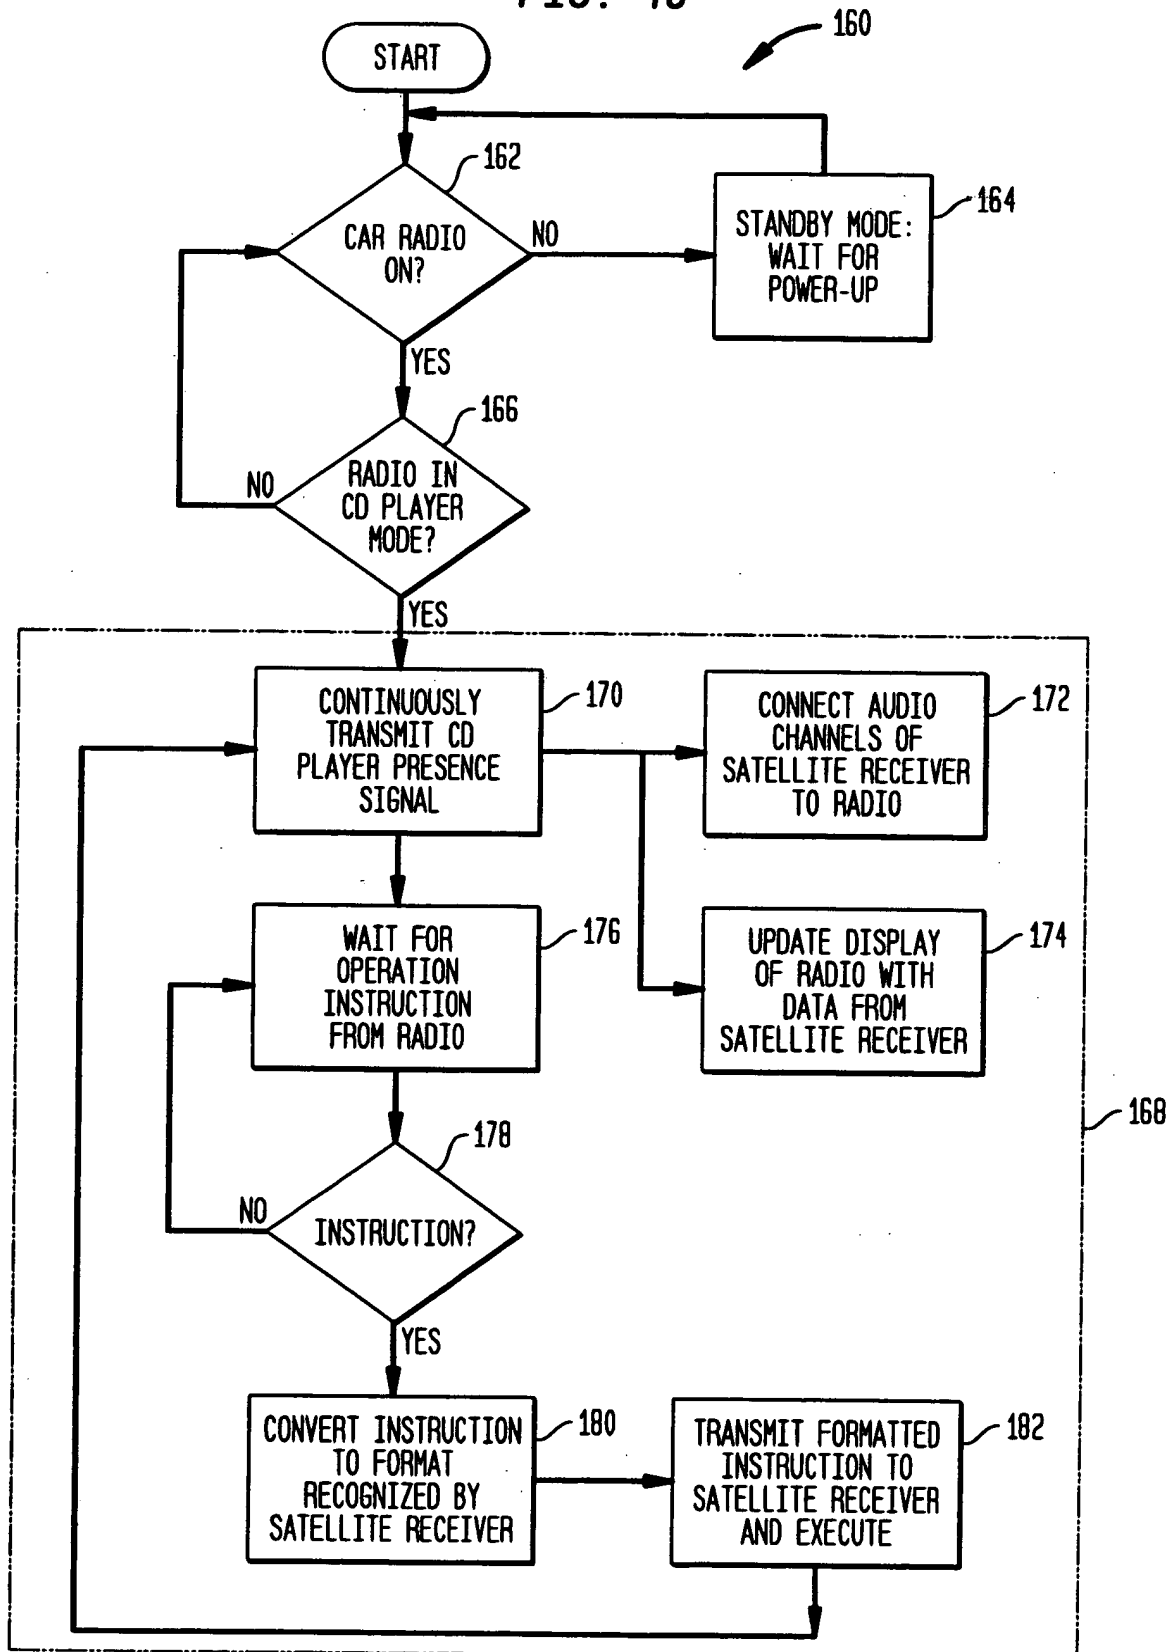 160
START
162
CAR RADIO
ON?
NO
164
STANDBY MODE:
WAIT FOR
POWER-UP
YES
166
RADIO IN
CD PLAYER
MODE?
NO
YES
170
CONTINUOUSLY
TRANSMIT CD
PLAYER PRESENCE
SIGNAL
172
CONNECT AUDIO
CHANNELS OF
SATELLITE RECEIVER
TO RADIO
176
WAIT FOR
OPERATION
INSTRUCTION
FROM RADIO
174
UPDATE DISPLAY
OF RADIO WITH
DATA FROM
SATELLITE RECEIVER
168
178
INSTRUCTION?
NO
YES
180
CONVERT INSTRUCTION
TO FORMAT
RECOGNIZED BY
SATELLITE RECEIVER
182
TRANSMIT FORMATTED
INSTRUCTION TO
SATELLITE RECEIVER
AND EXECUTE